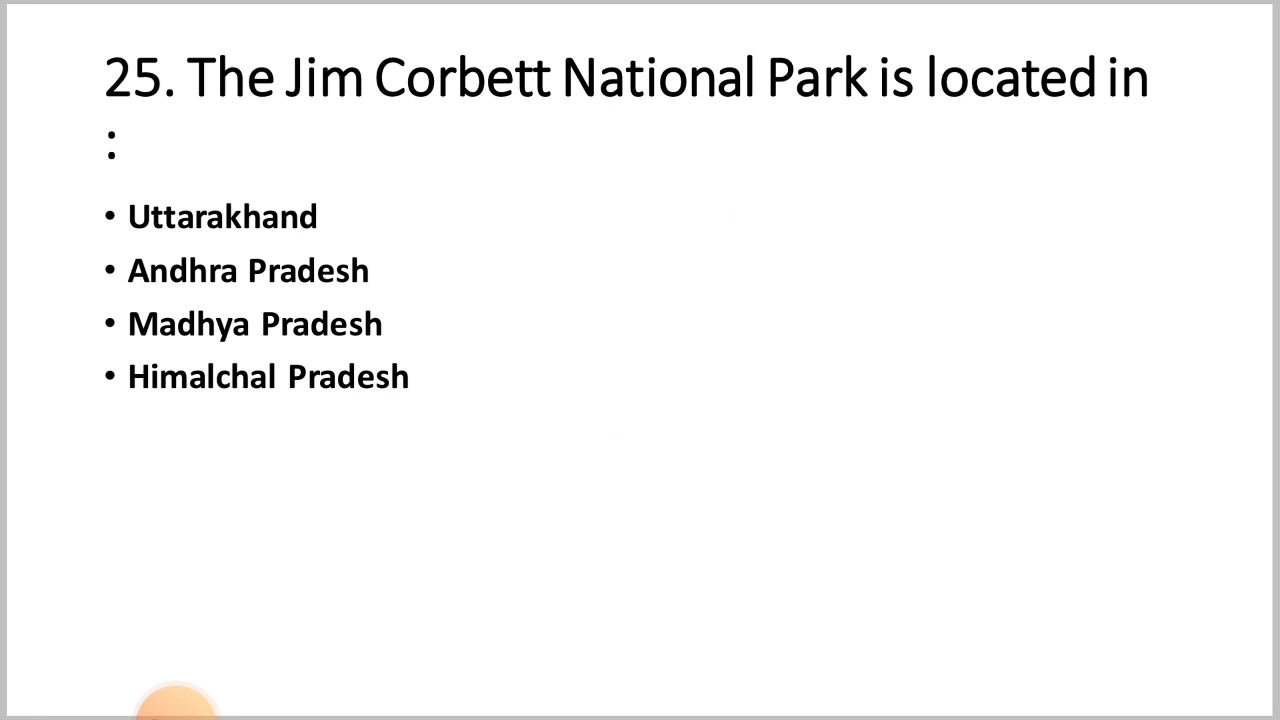 25. The Jim Corbett National Park is located in
:
• Uttarakhand
• Andhra Pradesh
• Madhya Pradesh
• Himalchal Pradesh